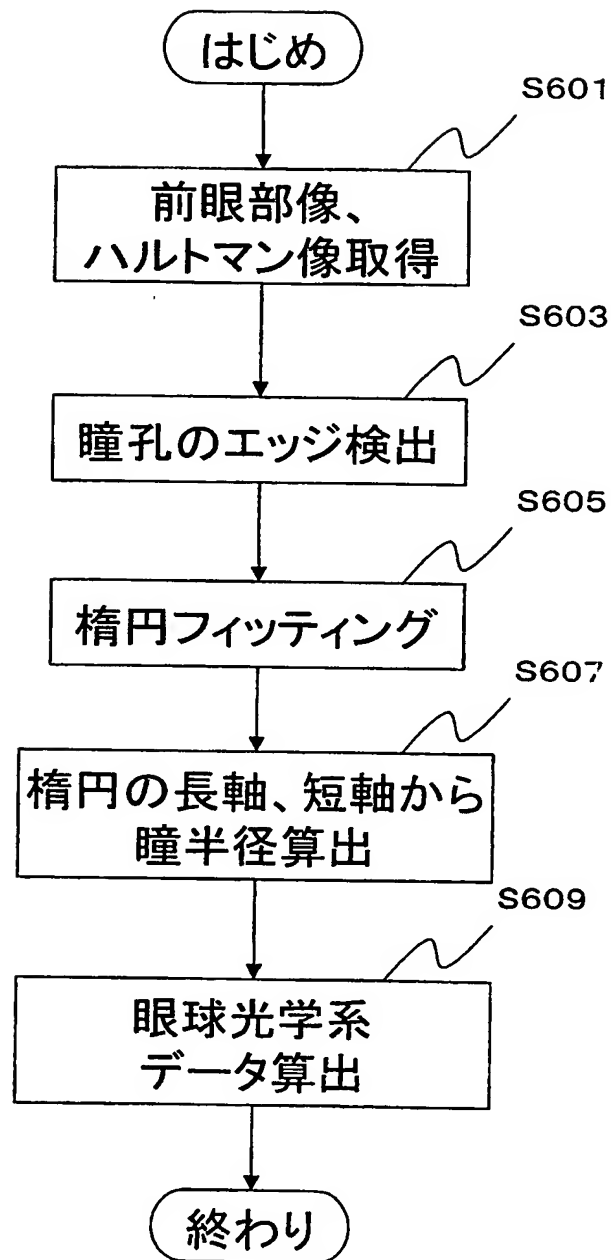 はじめ
S601
前眼部像、
ハルトマン像取得
S603
瞳孔のエッジ検出
S605
楕円フィッティング
S607
楕円の長軸、短軸から
瞳半径算出
S609
眼球光学系
データ算出
終わり